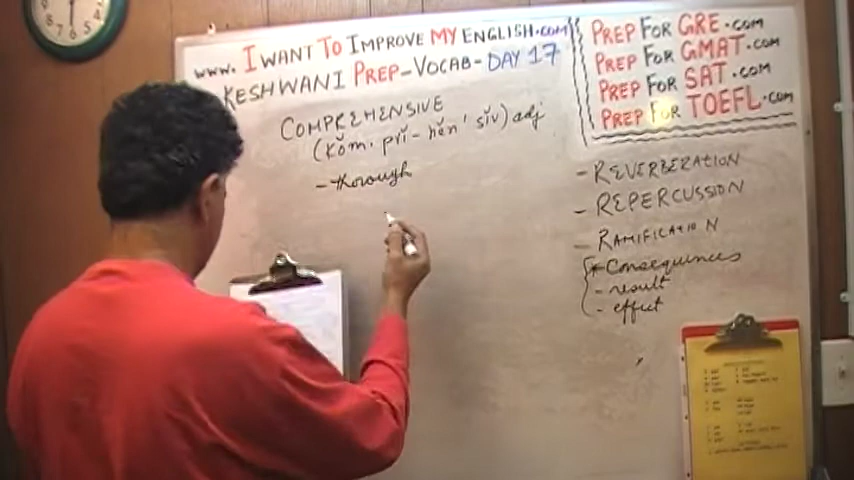 www. I WANT TO IMPROVE MY ENGLISH.com
KESHWANI PREP-VOCAB- DAY 17
COMPREHENSIVE
(kŏm. prĭ - hĕn' sĭv) adj
- thorough
PREP FOR GRE.com
PREP FOR GMAT.com
PREP FOR SAT.com
PREP FOR TOEFL.com
- REVERBERATION
- REPERCUSSION
- RAMIFICATION
* Consequences
- result
- effect